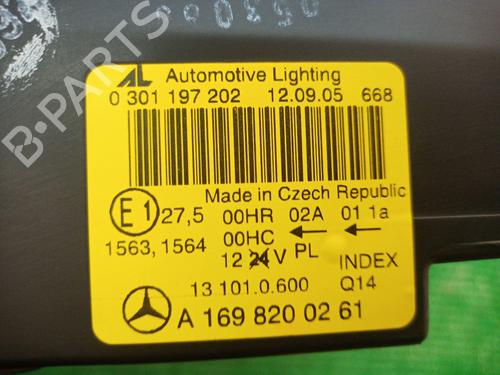 AL Automotive Lighting
0 301 197 202 12.09.05 668
Made in Czech Republic
E1 27,5 00HR 02A 01 1a
1563, 1564 00HC ← ←
12 24 V PL
INDEX
13 101.0.600 Q14
A 169 820 02 61
B-PARTS